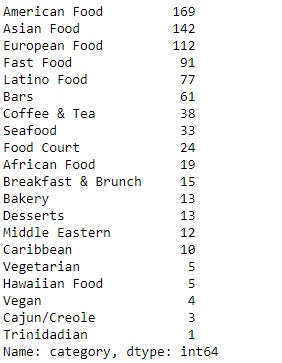 American Food 169
Asian Food 142
European Food 112
Fast Food 91
Latino Food 77
Bars 61
Coffee & Tea 38
Seafood 33
Food Court 24
African Food 19
Breakfast & Brunch 15
Bakery 13
Desserts 13
Middle Eastern 12
Caribbean 10
Vegetarian 5
Hawaiian Food 5
Vegan 4
Cajun/Creole 3
Trinidadian 1
Name: category, dtype: int64